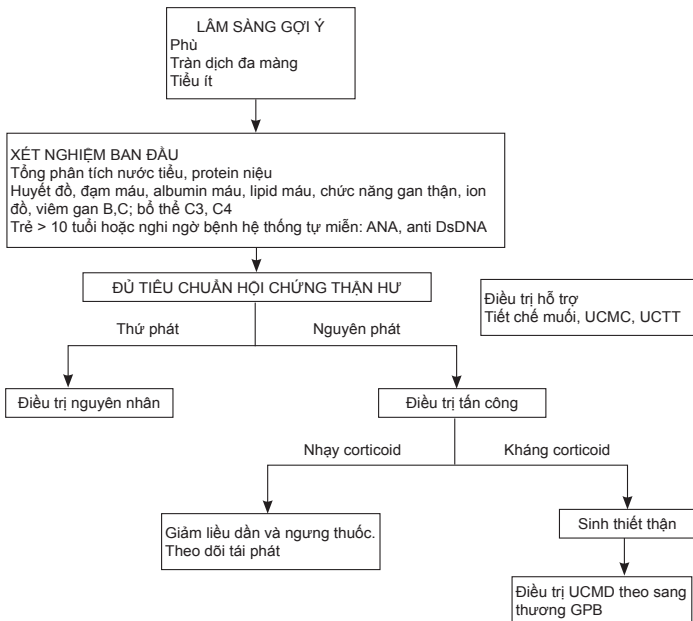 LÂM SÀNG GỢI Ý
Phù
Tràn dịch đa màng
Tiểu ít
XÉT NGHIỆM BAN ĐẦU
Tổng phân tích nước tiểu, protein niệu
Huyết đồ, đạm máu, albumin máu, lipid máu, chức năng gan thận, ion
đồ, viêm gan B,C; bổ thể C3, C4
Trẻ > 10 tuổi hoặc nghi ngờ bệnh hệ thống tự miễn: ANA, anti DsDNA
ĐỦ TIÊU CHUẨN HỘI CHỨNG THẬN HƯ
Điều trị hỗ trợ
Tiết chế muối, UCMC, UCTT
Thứ phát
Nguyên phát
Điều trị nguyên nhân
Điều trị tấn công
Nhạy corticoid
Kháng corticoid
Giảm liều dần và ngưng thuốc.
Theo dõi tái phát
Sinh thiết thận
Điều trị UCMD theo sang
thương GPB